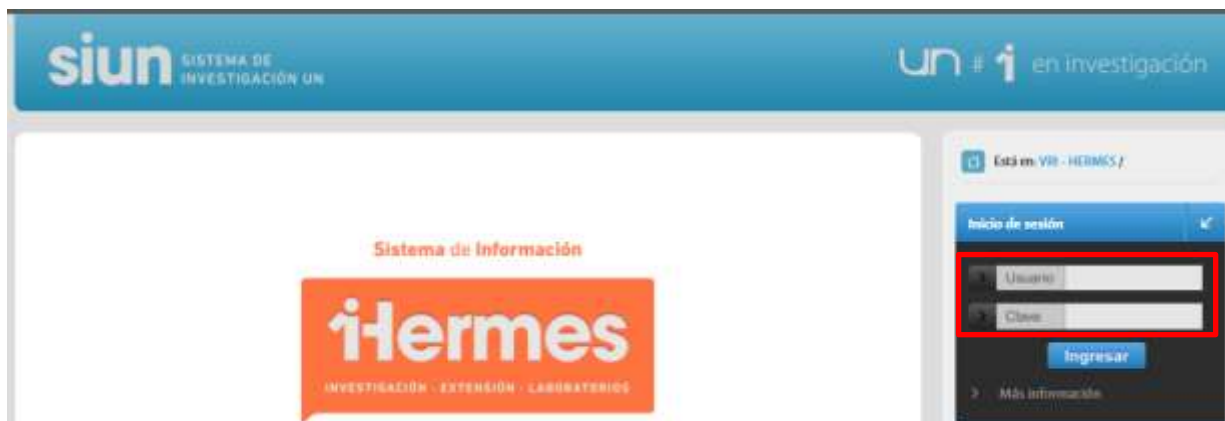 siun SISTEMA DE
INVESTIGACIÓN UN
un # 1 en investigación
Está en: VRI - HERMES /
Inicio de sesión
Usuario
Clave
Ingresar
Más información
Sistema de Información
Hermes
INVESTIGACIÓN - EXTENSIÓN - LABORATORIOS